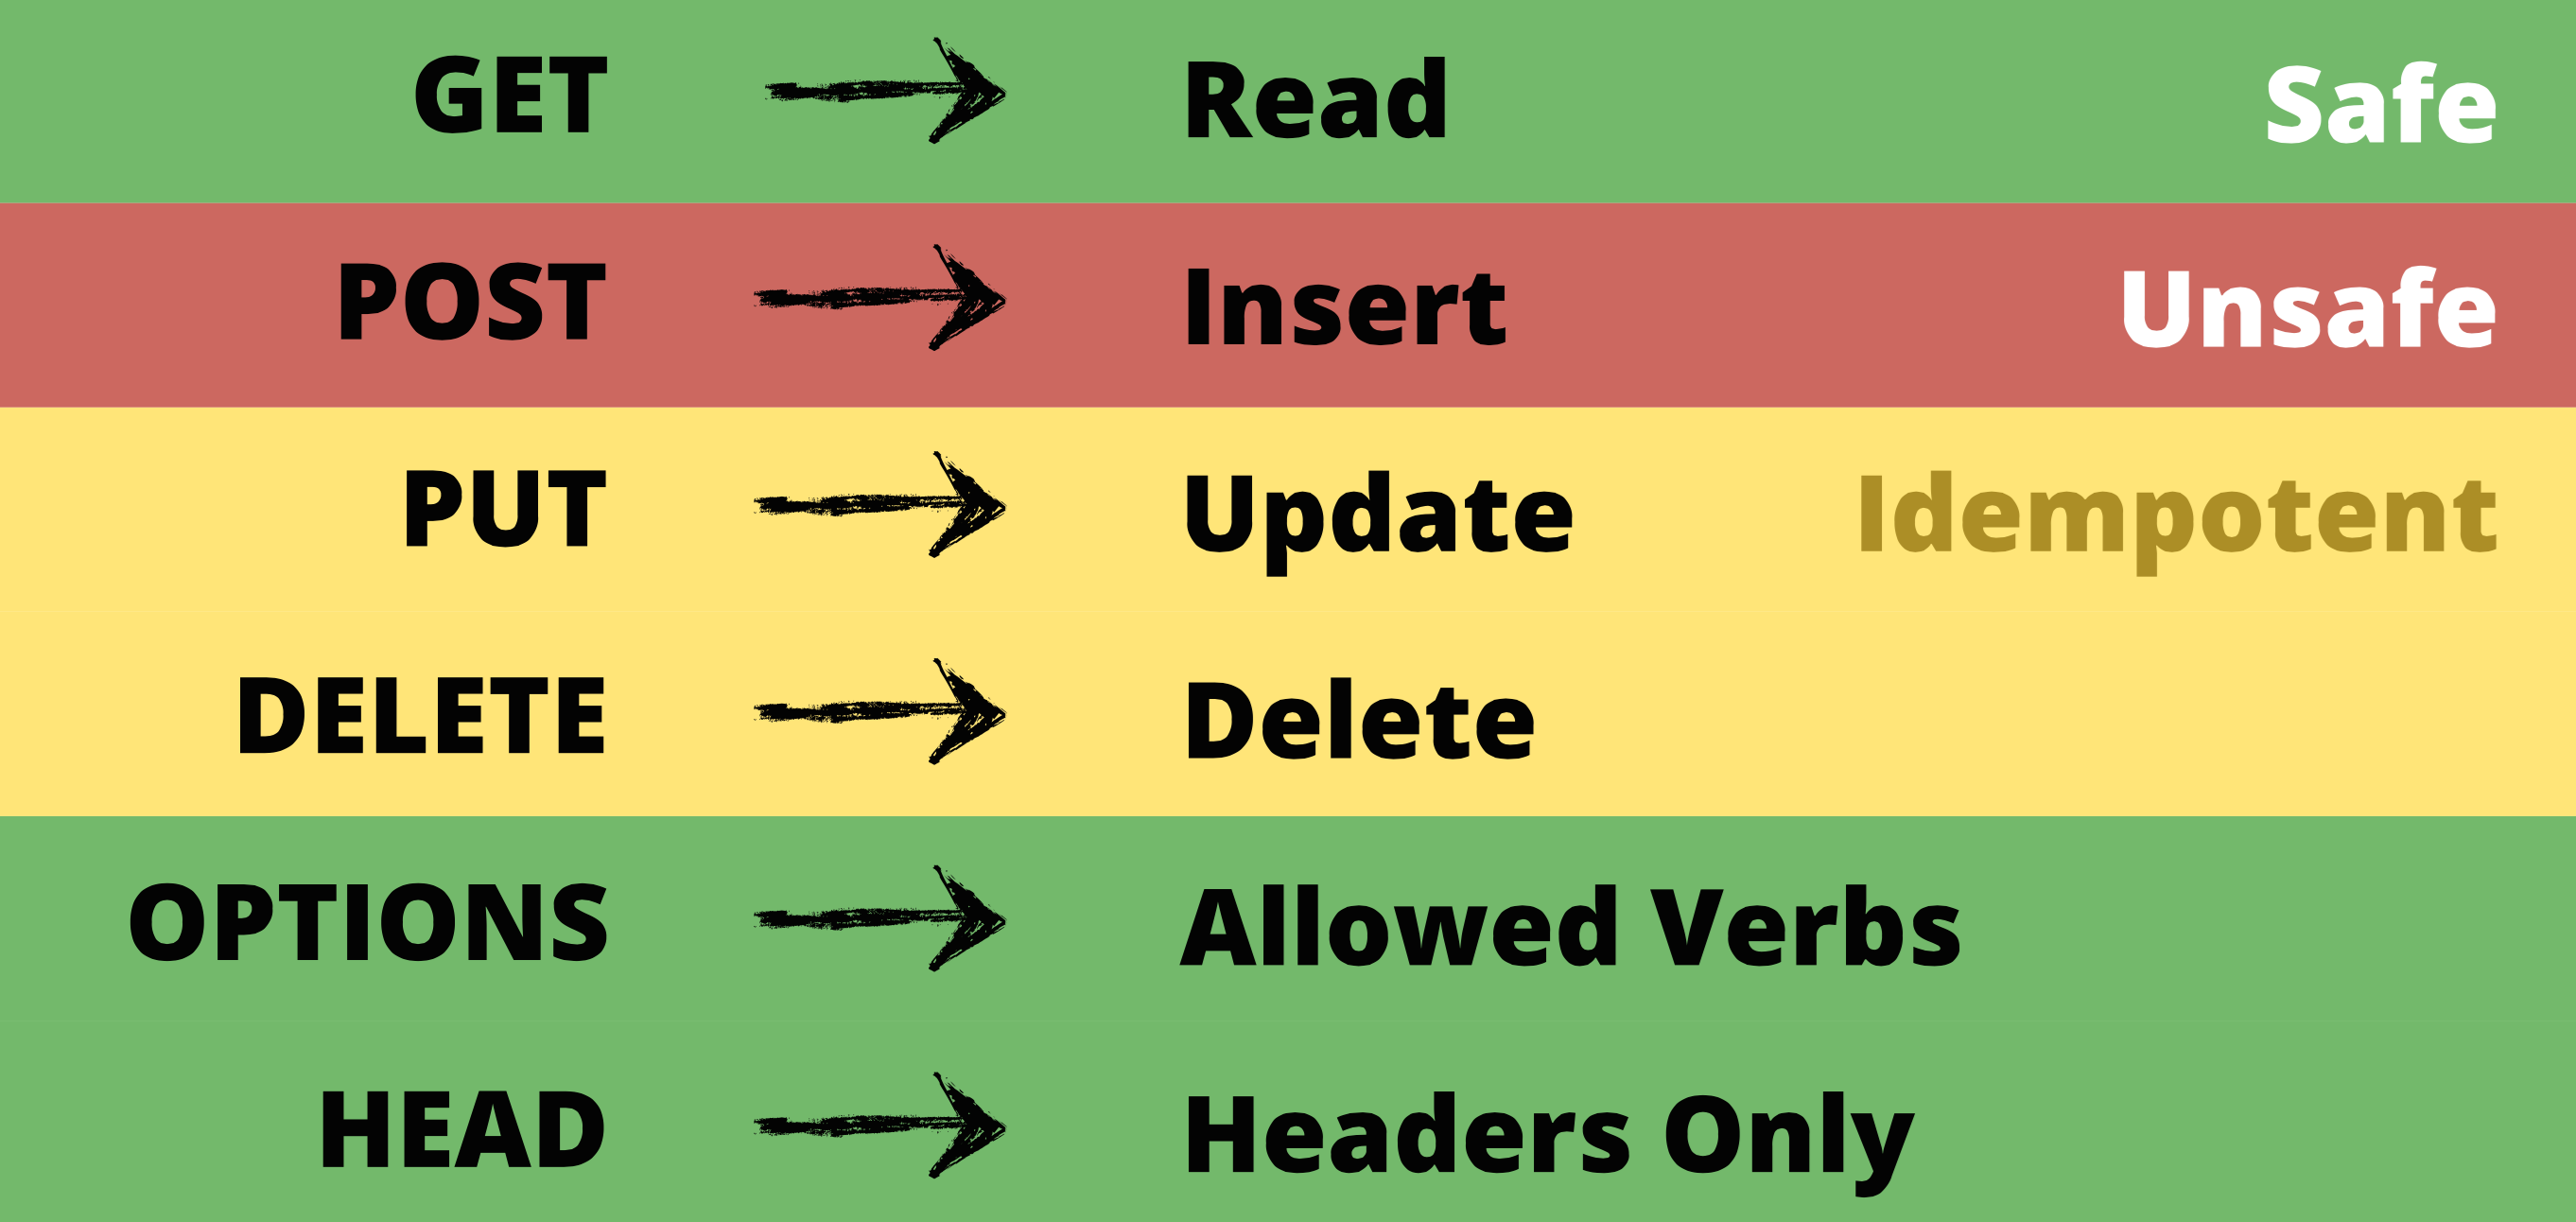 GET → Read Safe
POST → Insert Unsafe
PUT → Update Idempotent
DELETE → Delete
OPTIONS → Allowed Verbs
HEAD → Headers Only